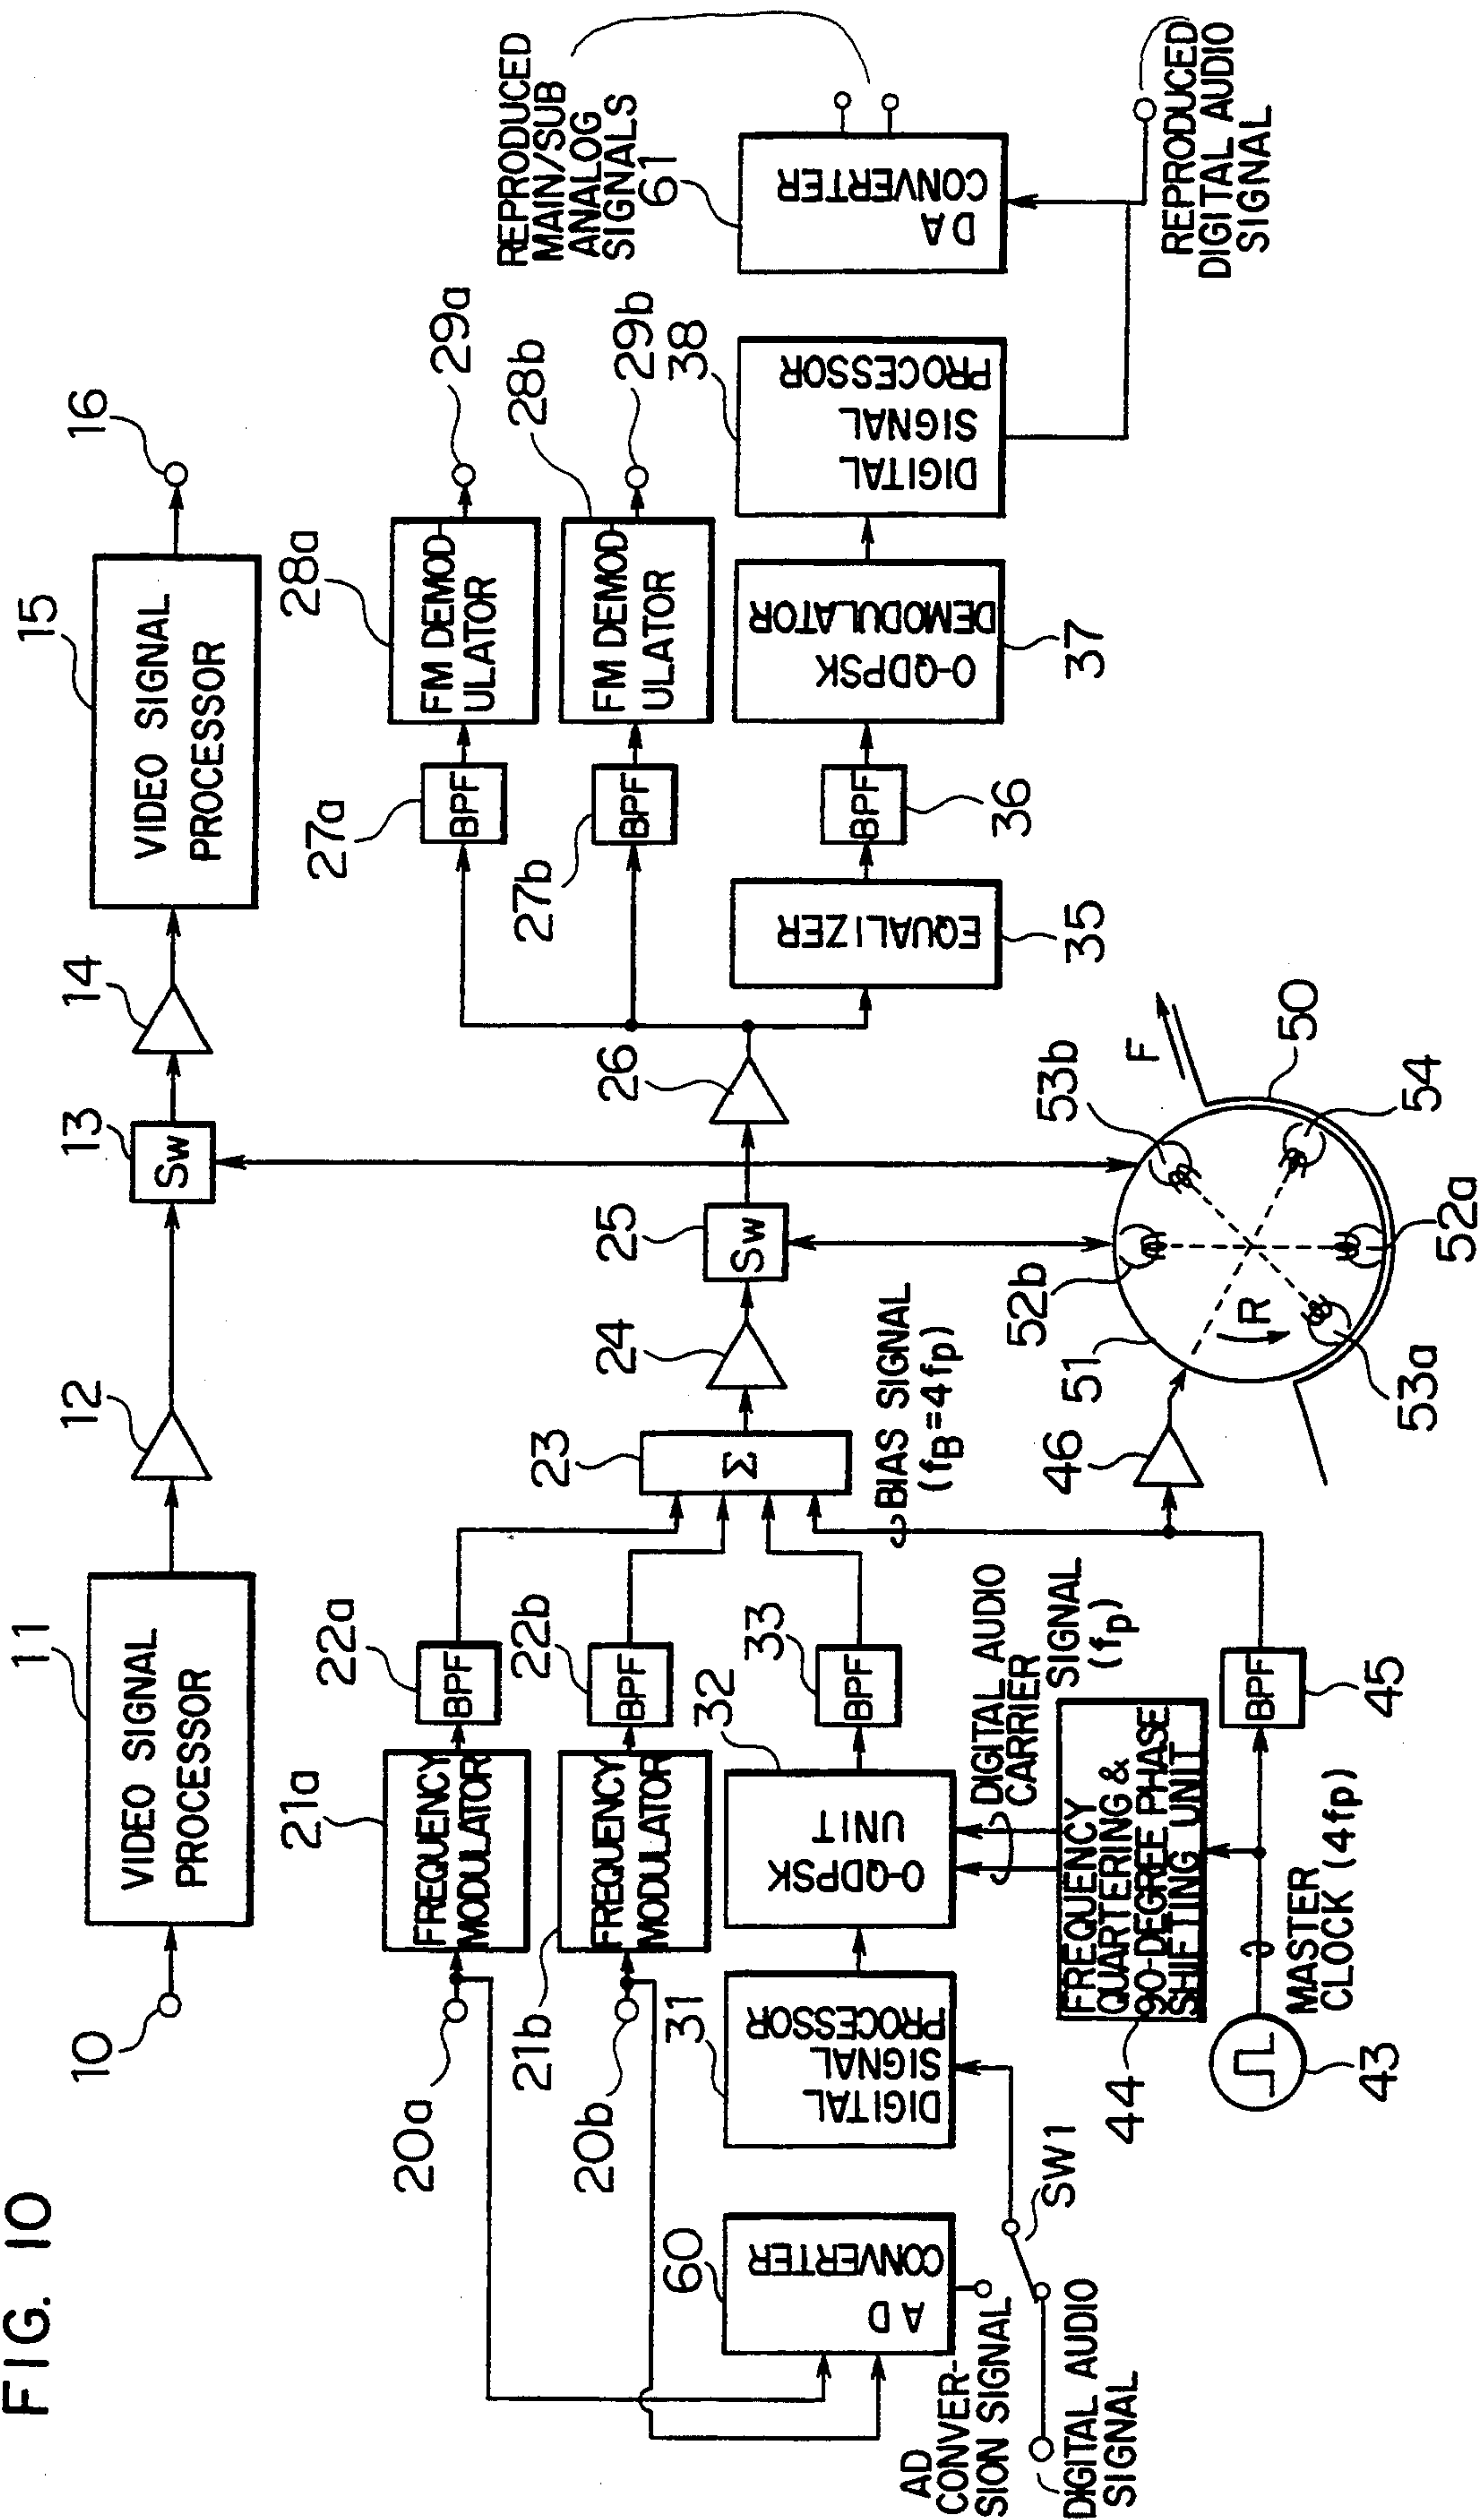 FIG. 10
10
11
VIDEO SIGNAL
PROCESSOR
12
13
SW
14
15
VIDEO SIGNAL
PROCESSOR
16
20a
21a
FREQUENCY
MODULATOR
22a
BPF
20b
21b
FREQUENCY
MODULATOR
22b
BPF
23
Σ
24
25
SW
26
27a
BPF
28a
FM DEMOD-
ULATOR
29a
27b
BPF
28b
FM DEMOD-
ULATOR
29b
60
AD
CONVERTER
AD
CONVER-
SION SIGNAL
DIGITAL AUDIO
SIGNAL
SW1
31
DIGITAL
SIGNAL
PROCESSOR
32
O-QDPSK
UNIT
33
BPF
DIGITAL AUDIO
CARRIER
SIGNAL
(fp)
BIAS SIGNAL
(fB=4fp)
35
EQUALIZER
36
BPF
37
O-QDPSK
DEMODULATOR
38
DIGITAL
SIGNAL
PROCESSOR
61
DA
CONVERTER
REPRODUCED
MAIN/SUB
ANALOG
SIGNALS
REPRODUCED
DIGITAL AUDIO
SIGNAL
43
MASTER
CLOCK (4fp)
44
FREQUENCY
QUARTERING &
90-DEGREE PHASE
SHIFTING UNIT
45
BPF
46
51
52b
53b
F
50
54
52a
53a
R